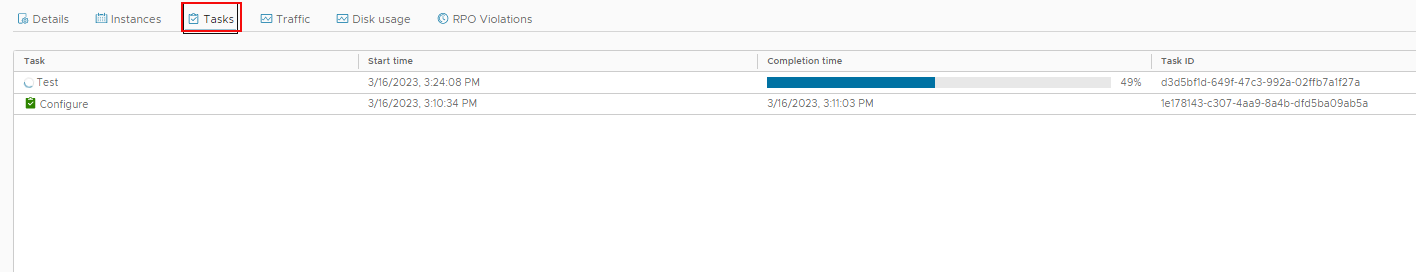 Details Instances Tasks Traffic Disk usage RPO Violations
Task Start time Completion time Task ID
Test 3/16/2023, 3:24:08 PM 49% d3d5bf1d-649f-47c3-992a-02ffb7a1f27a
Configure 3/16/2023, 3:10:34 PM 3/16/2023, 3:11:03 PM 1e178143-c307-4aa9-8a4b-dfd5ba09ab5a